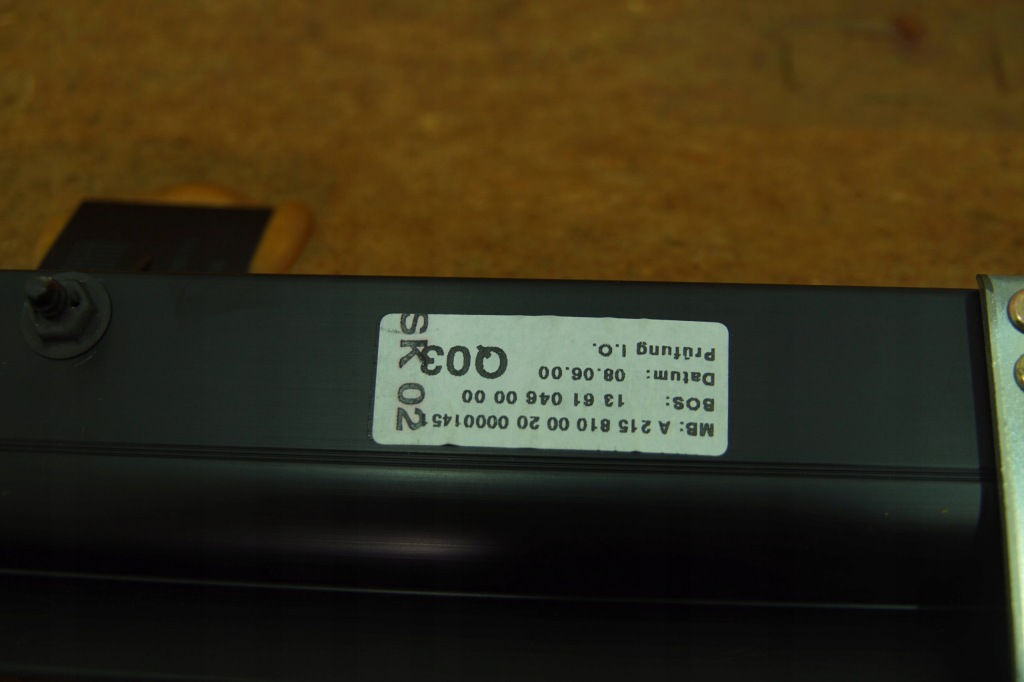 MB: A 215 810 00 20 00001451
BOS: 13 61 046 00 00
Datum: 08.06.00
Prüfung I.O.
Q03
SK 02